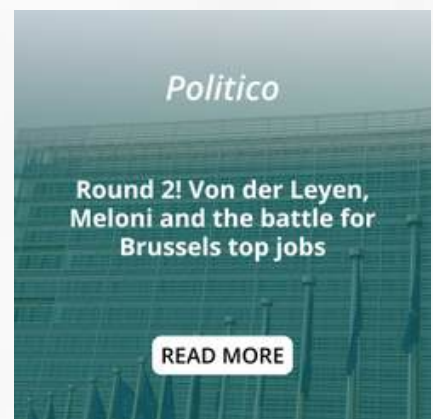 Politico
Round 2! Von der Leyen,
Meloni and the battle for
Brussels top jobs
READ MORE